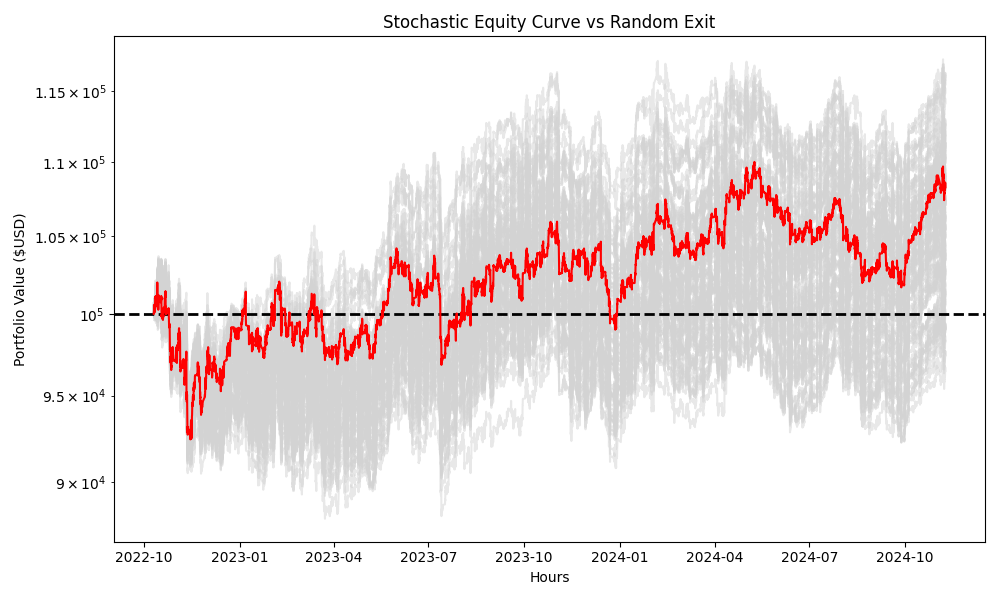 Stochastic Equity Curve vs Random Exit
Portfolio Value ($USD)
1.15 × 10⁵
1.1 × 10⁵
1.05 × 10⁵
10⁵
9.5 × 10⁴
9 × 10⁴
2022-10 2023-01 2023-04 2023-07 2023-10 2024-01 2024-04 2024-07 2024-10
Hours